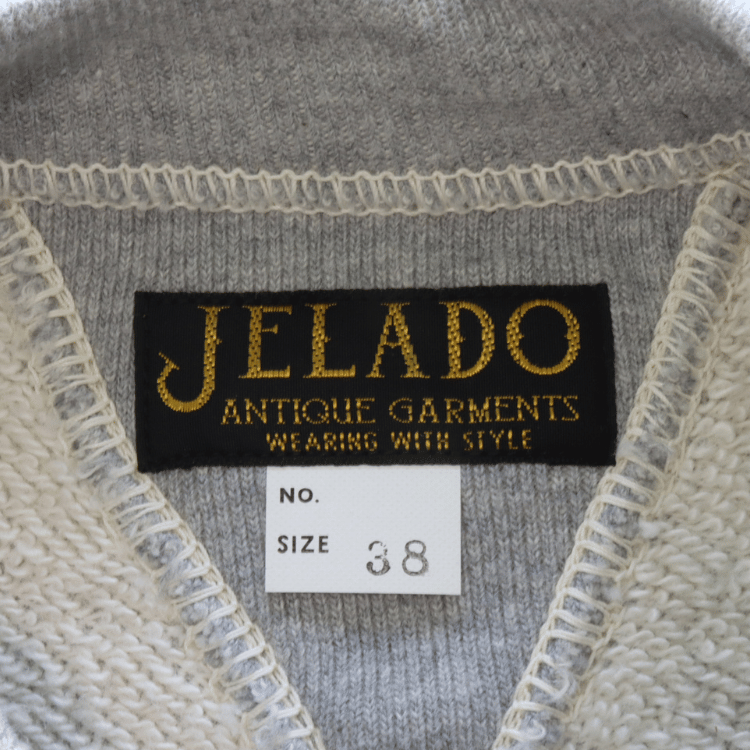 JELADO
ANTIQUE GARMENTS
WEARING WITH STYLE
NO.
SIZE 38